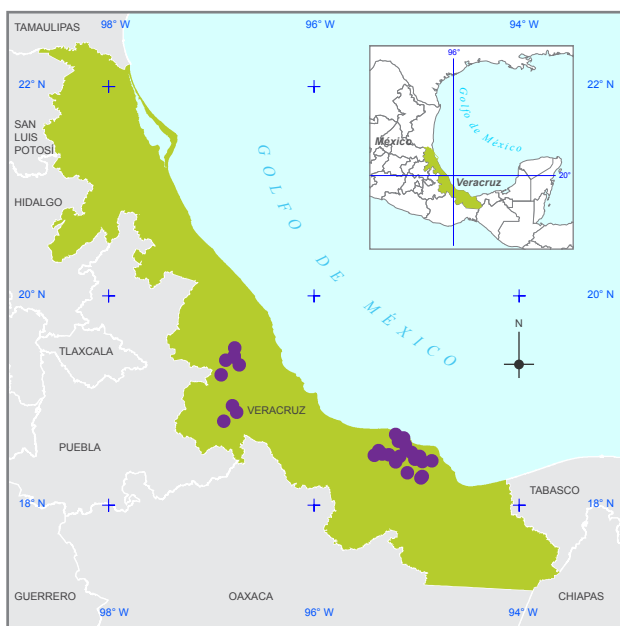 TAMAULIPAS
98° W
96° W
94° W
22° N
22° N
SAN
LUIS
POTOSÍ
HIDALGO
96°
Golfo de México
México
20°
Veracruz
GOLFO DE MÉXICO
20° N
20° N
N
TLAXCALA
VERACRUZ
PUEBLA
TABASCO
18° N
18° N
GUERRERO
OAXACA
CHIAPAS
98° W
96° W
94° W